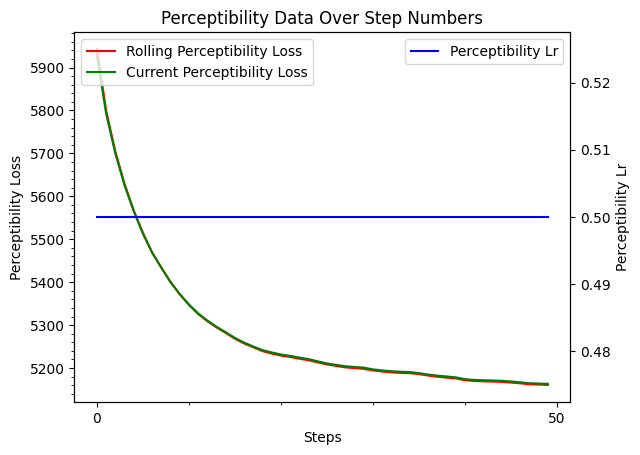 Perceptibility Data Over Step Numbers
Rolling Perceptibility Loss
Current Perceptibility Loss
Perceptibility Lr
5900
5800
5700
5600
5500
5400
5300
5200
Perceptibility Loss
0.52
0.51
0.50
0.49
0.48
Perceptibility Lr
0
50
Steps